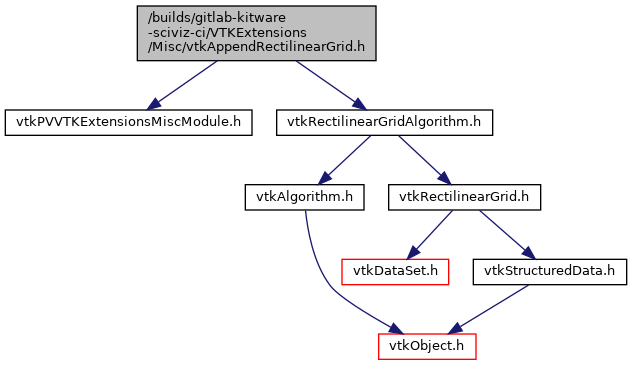 /builds/gitlab-kitware
-sciviz-ci/VTKExtensions
/Misc/vtkAppendRectilinearGrid.h
vtkPVVTKExtensionsMiscModule.h
vtkRectilinearGridAlgorithm.h
vtkAlgorithm.h
vtkRectilinearGrid.h
vtkDataSet.h
vtkStructuredData.h
vtkObject.h